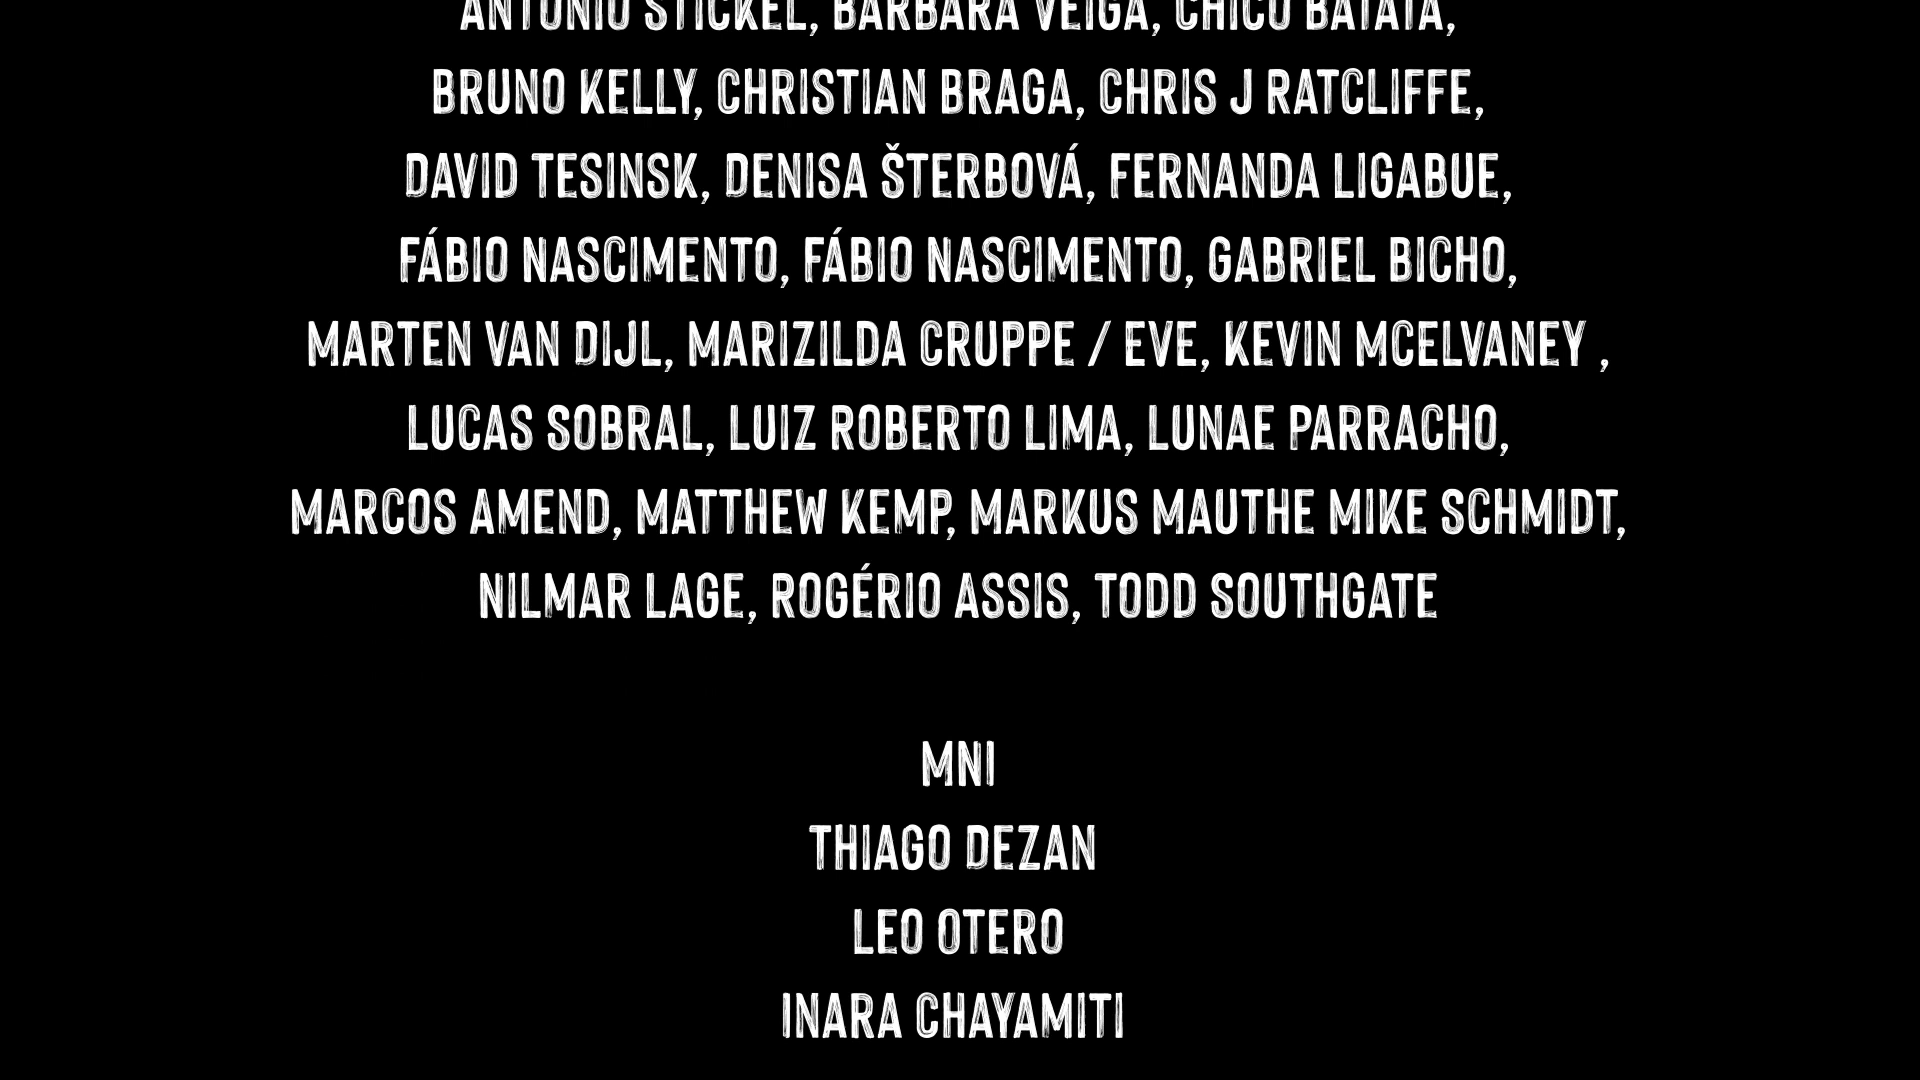 ANTONIO STICKEL, BÁRBARA VEIGA, CHICO BATATA,
BRUNO KELLY, CHRISTIAN BRAGA, CHRIS J RATCLIFFE,
DAVID TESINSK, DENISA ŠTERBOVÁ, FERNANDA LIGABUE,
FÁBIO NASCIMENTO, FÁBIO NASCIMENTO, GABRIEL BICHO,
MARTEN VAN DIJL, MARIZILDA CRUPPE / EVE, KEVIN MCELVANEY ,
LUCAS SOBRAL, LUIZ ROBERTO LIMA, LUNAE PARRACHO,
MARCOS AMEND, MATTHEW KEMP, MARKUS MAUTHE MIKE SCHMIDT,
NILMAR LAGE, ROGÉRIO ASSIS, TODD SOUTHGATE
MNI
THIAGO DEZAN
LEO OTERO
INARA CHAYAMITI